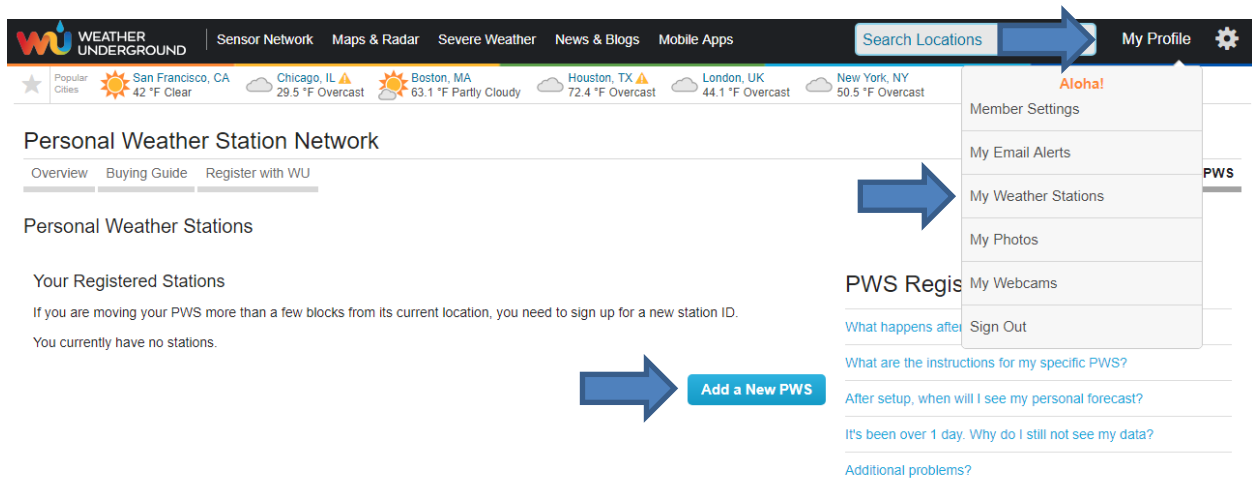 WEATHER UNDERGROUND
Sensor Network Maps & Radar Severe Weather News & Blogs Mobile Apps
Search Locations
My Profile
Popular Cities
San Francisco, CA
42 °F Clear
Chicago, IL
29.5 °F Overcast
Boston, MA
63.1 °F Partly Cloudy
Houston, TX
72.4 °F Overcast
London, UK
44.1 °F Overcast
New York, NY
50.5 °F Overcast
Aloha!
Member Settings
My Email Alerts
My Weather Stations
My Photos
My Webcams
Sign Out
Personal Weather Station Network
Overview Buying Guide Register with WU
PWS
Personal Weather Stations
Your Registered Stations
If you are moving your PWS more than a few blocks from its current location, you need to sign up for a new station ID.
You currently have no stations.
Add a New PWS
PWS Regis
What happens after
What are the instructions for my specific PWS?
After setup, when will I see my personal forecast?
It's been over 1 day. Why do I still not see my data?
Additional problems?